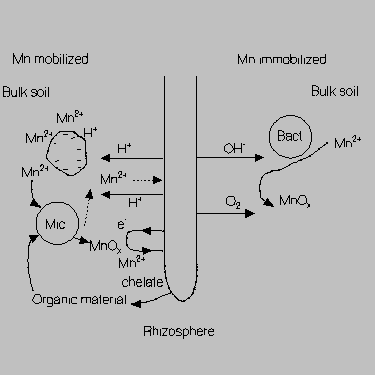 Mn mobilized
Mn immobilized
Bulk soil
Bulk soil
Mn²⁺
Mn²⁺
H⁺
Mn²⁺
H⁺
OH⁻
Bact
Mn²⁺
Mn²⁺
H⁺
O₂
MnOₓ
Mic
e⁻
MnOₓ
Mn²⁺
chelate
Organic material
Rhizosphere